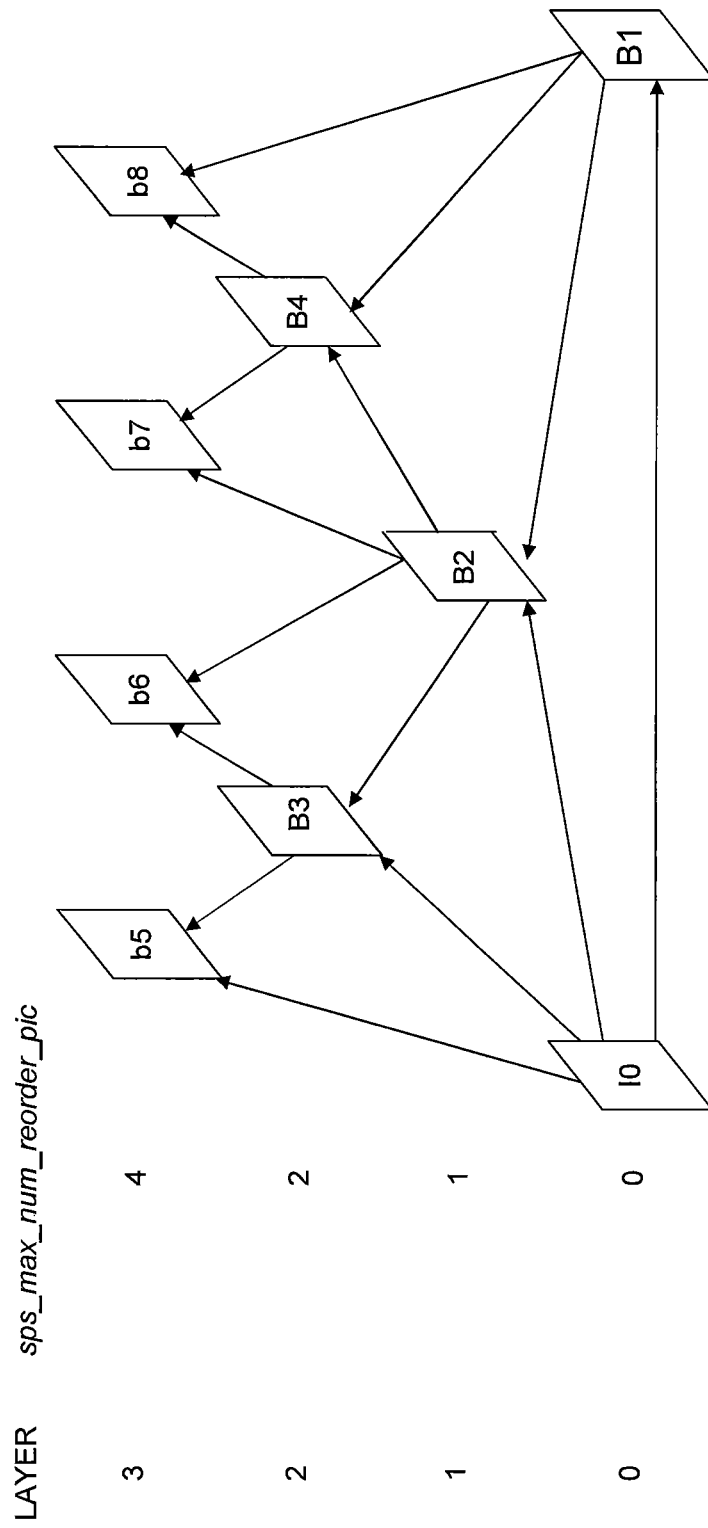 LAYER sps_max_num_reorder_pic
3 4 b5 b6 b7 b8
2 2 B3 B4
1 1 B2
0 0 I0 B1